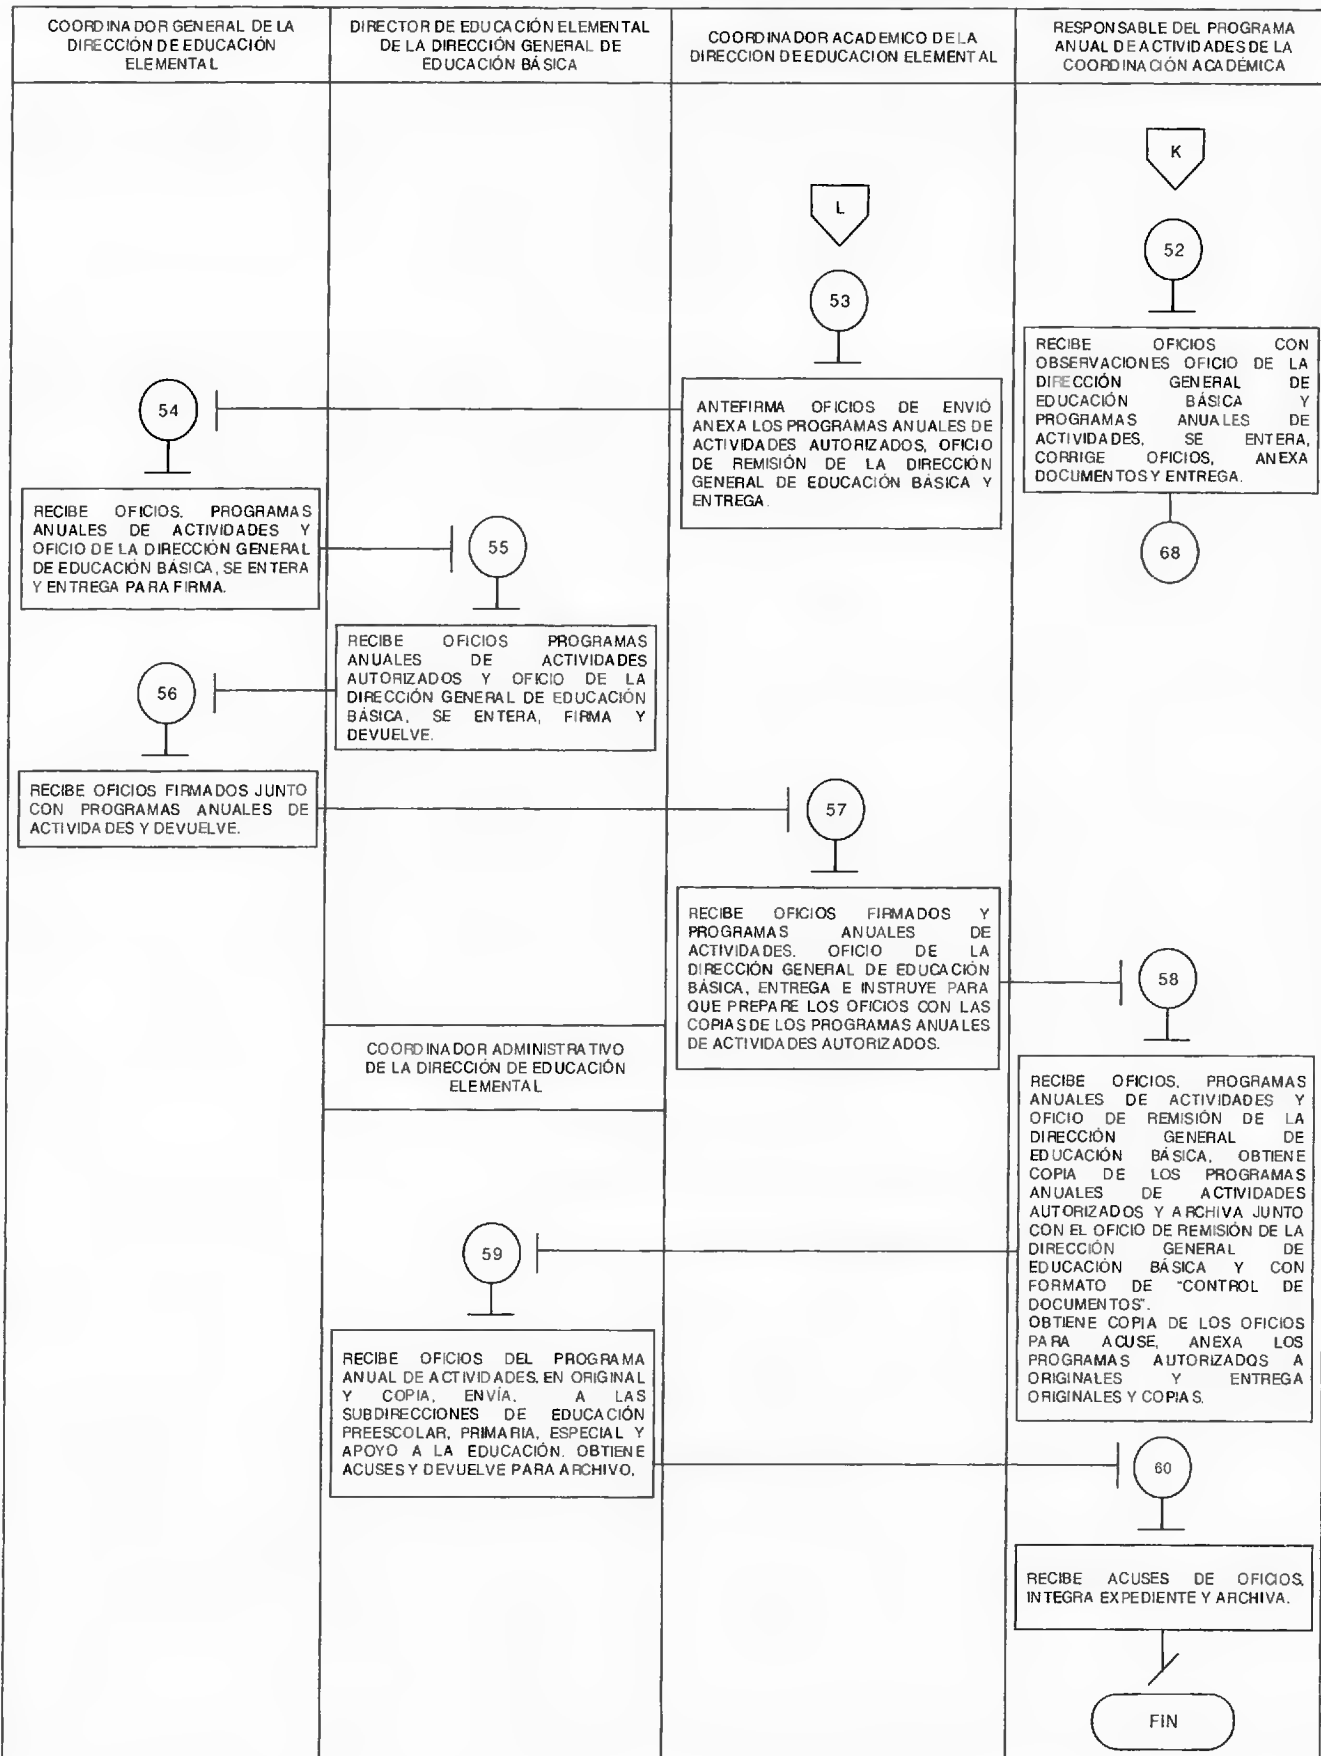 COORDINADOR GENERAL DE LA
DIRECCIÓN DE EDUCACIÓN
ELEMENTAL
DIRECTOR DE EDUCACIÓN ELEMENTAL
DE LA DIRECCIÓN GENERAL DE
EDUCACIÓN BÁSICA
COORDINADOR ACADEMICO DE LA
DIRECCION DE EDUCACION ELEMENTAL
RESPONSABLE DEL PROGRAMA
ANUAL DE ACTIVIDADES DE LA
COORDINACIÓN ACADÉMICA
K
L
52
53
RECIBE OFICIOS CON
OBSERVACIONES OFICIO DE LA
DIRECCIÓN GENERAL DE
EDUCACIÓN BÁSICA Y
PROGRAMAS ANUALES DE
ACTIVIDADES, SE ENTERA,
CORRIGE OFICIOS, ANEXA
DOCUMENTOS Y ENTREGA.
68
ANTEFIRMA OFICIOS DE ENVIÓ
ANEXA LOS PROGRAMAS ANUALES DE
ACTIVIDADES AUTORIZADOS, OFICIO
DE REMISIÓN DE LA DIRECCIÓN
GENERAL DE EDUCACIÓN BÁSICA Y
ENTREGA.
54
RECIBE OFICIOS. PROGRAMAS
ANUALES DE ACTIVIDADES Y
OFICIO DE LA DIRECCIÓN GENERAL
DE EDUCACIÓN BÁSICA, SE ENTERA
Y ENTREGA PARA FIRMA.
55
RECIBE OFICIOS PROGRAMAS
ANUALES DE ACTIVIDADES
AUTORIZADOS Y OFICIO DE LA
DIRECCIÓN GENERAL DE EDUCACIÓN
BÁSICA, SE ENTERA, FIRMA Y
DEVUELVE.
56
RECIBE OFICIOS FIRMADOS JUNTO
CON PROGRAMAS ANUALES DE
ACTIVIDADES Y DEVUELVE.
57
RECIBE OFICIOS FIRMADOS Y
PROGRAMAS ANUALES DE
ACTIVIDADES. OFICIO DE LA
DIRECCIÓN GENERAL DE EDUCACIÓN
BÁSICA, ENTREGA E INSTRUYE PARA
QUE PREPARE LOS OFICIOS CON LAS
COPIAS DE LOS PROGRAMAS ANUALES
DE ACTIVIDADES AUTORIZADOS.
58
RECIBE OFICIOS, PROGRAMAS
ANUALES DE ACTIVIDADES Y
OFICIO DE REMISIÓN DE LA
DIRECCIÓN GENERAL DE
EDUCACIÓN BÁSICA, OBTIENE
COPIA DE LOS PROGRAMAS
ANUALES DE ACTIVIDADES
AUTORIZADOS Y ARCHIVA JUNTO
CON EL OFICIO DE REMISIÓN DE LA
DIRECCIÓN GENERAL DE
EDUCACIÓN BÁSICA Y CON
FORMATO DE "CONTROL DE
DOCUMENTOS".
OBTIENE COPIA DE LOS OFICIOS
PARA ACUSE, ANEXA LOS
PROGRAMAS AUTORIZADOS A
ORIGINALES Y ENTREGA
ORIGINALES Y COPIAS.
COORDINADOR ADMINISTRATIVO
DE LA DIRECCIÓN DE EDUCACIÓN
ELEMENTAL
59
RECIBE OFICIOS DEL PROGRAMA
ANUAL DE ACTIVIDADES, EN ORIGINAL
Y COPIA, ENVÍA. A LAS
SUBDIRECCIONES DE EDUCACIÓN
PREESCOLAR, PRIMARIA, ESPECIAL Y
APOYO A LA EDUCACIÓN. OBTIENE
ACUSES Y DEVUELVE PARA ARCHIVO.
60
RECIBE ACUSES DE OFICIOS,
INTEGRA EXPEDIENTE Y ARCHIVA.
FIN